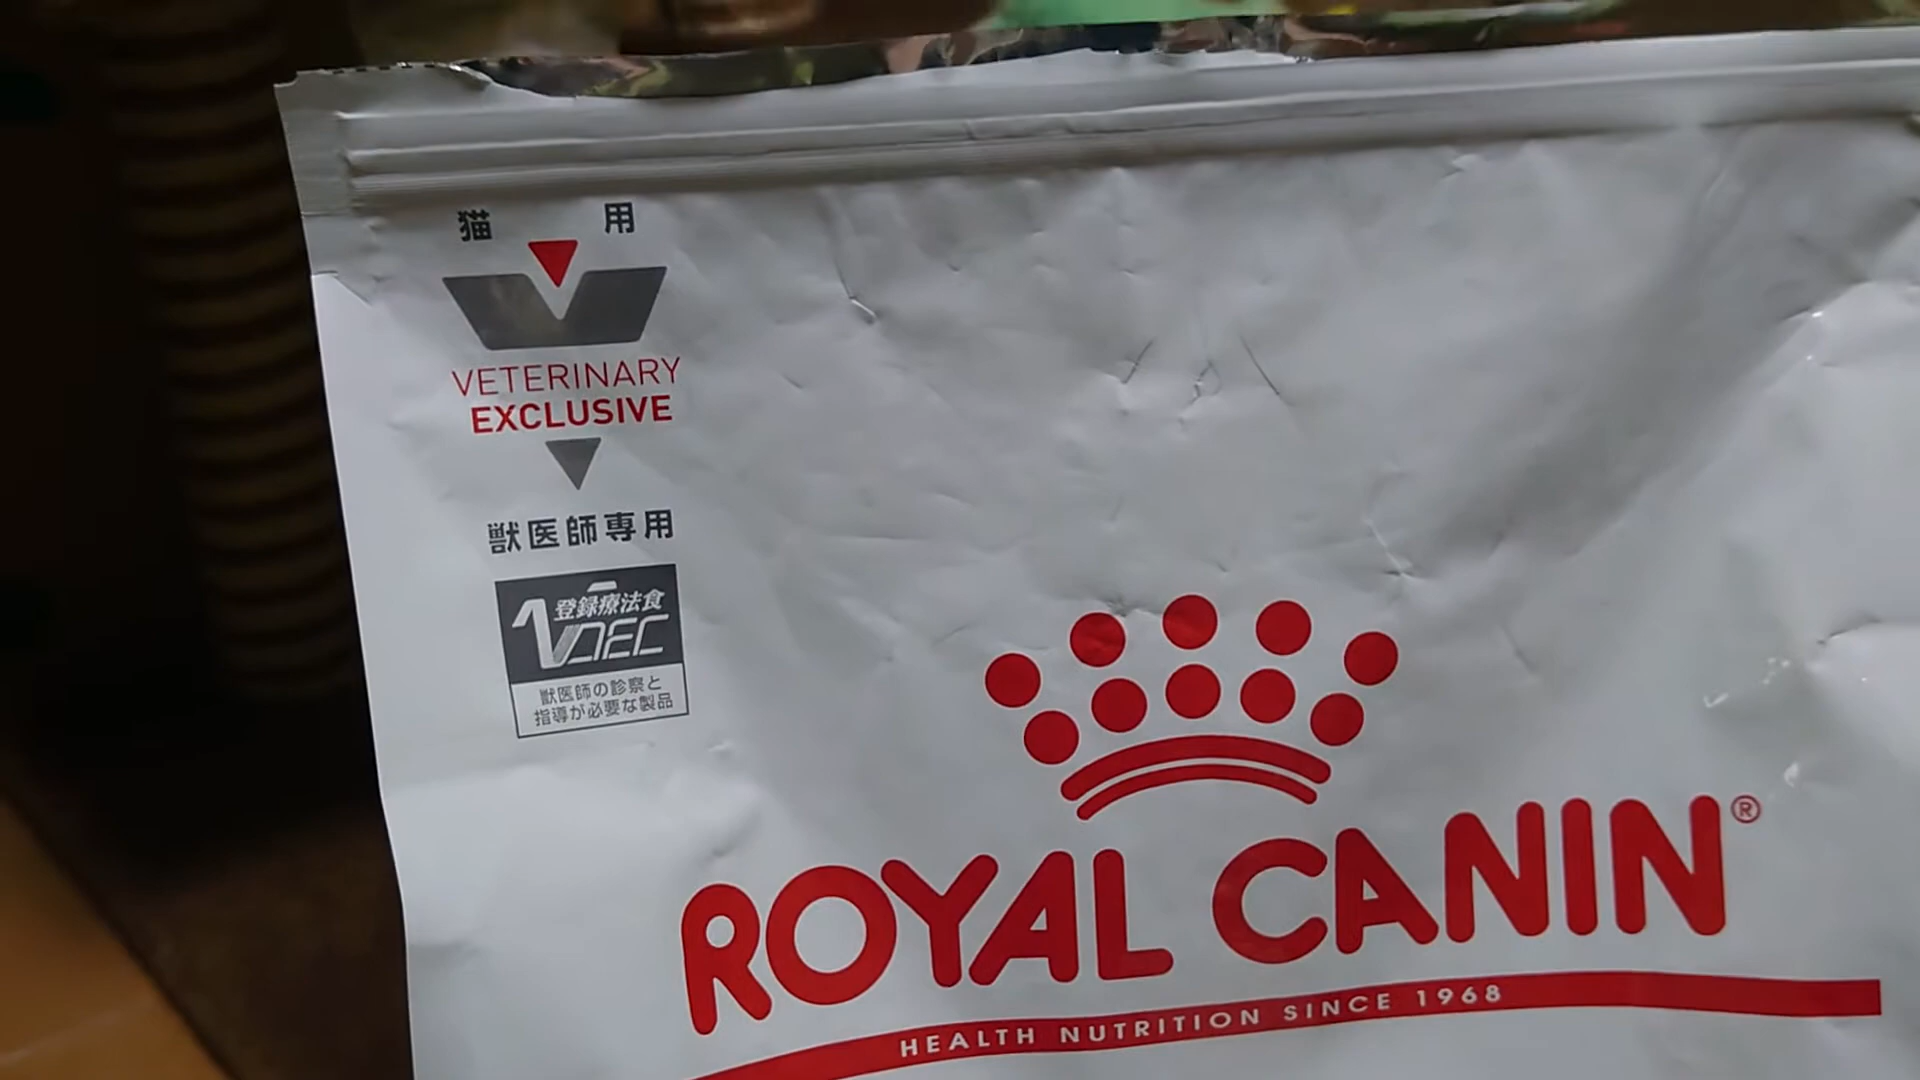 猫 用
VETERINARY
EXCLUSIVE
獣医師専用
登録療法食
VDEC
獣医師の診察と
指導が必要な製品
ROYAL CANIN®
HEALTH NUTRITION SINCE 1968